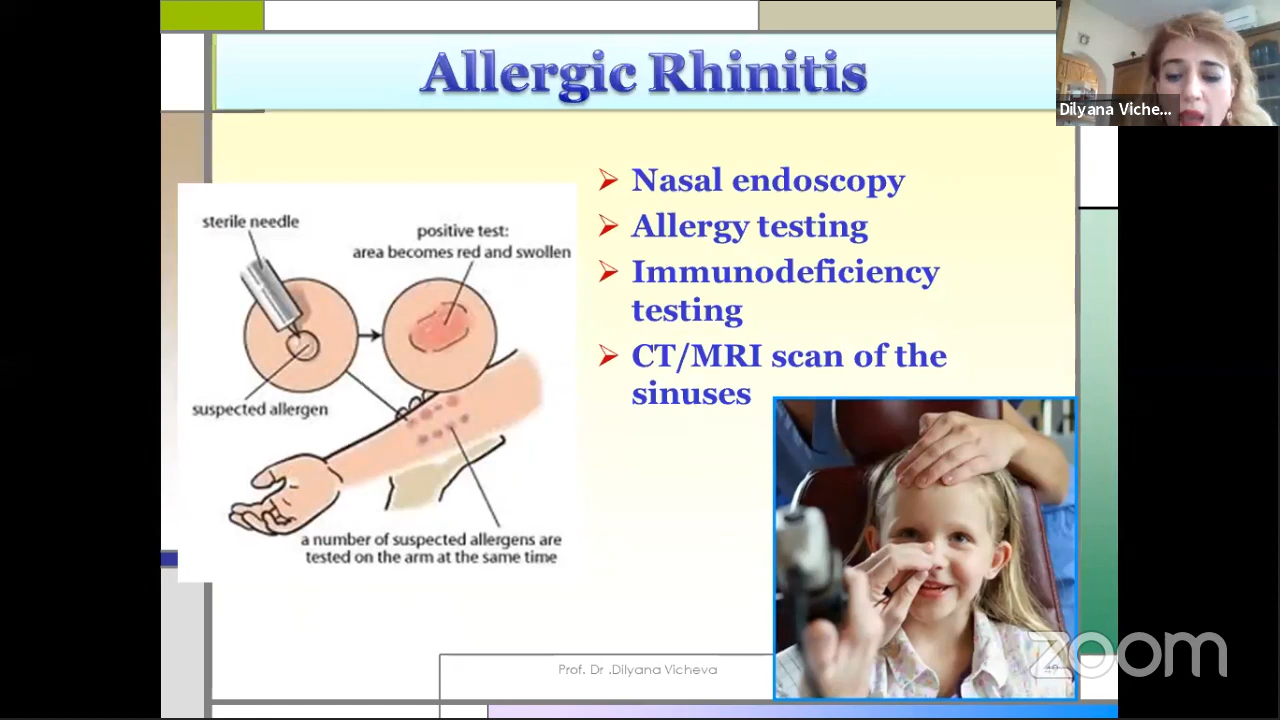 Allergic Rhinitis
Dilyana Viche...
Nasal endoscopy
Allergy testing
Immunodeficiency
testing
CT/MRI scan of the
sinuses
sterile needle
positive test:
area becomes red and swollen
suspected allergen
a number of suspected allergens are
tested on the arm at the same time
Prof. Dr .Dilyana Vicheva
zoom